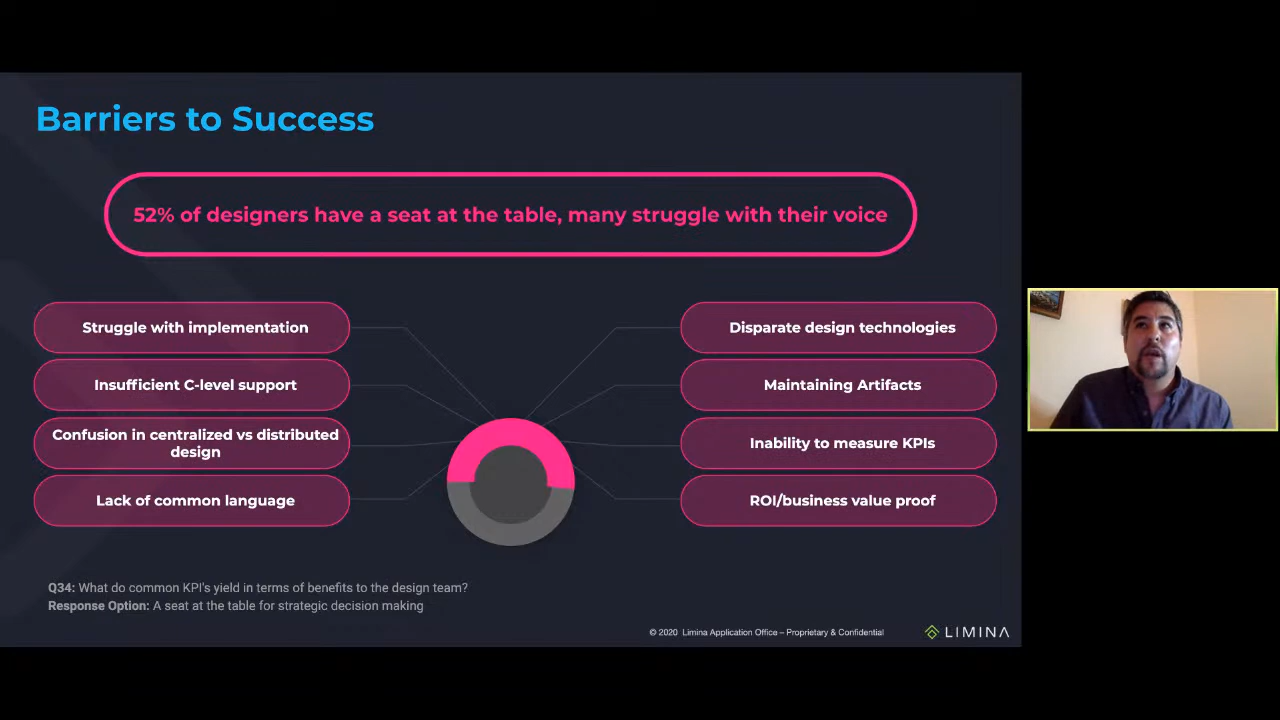 Barriers to Success
52% of designers have a seat at the table, many struggle with their voice
Struggle with implementation
Insufficient C-level support
Confusion in centralized vs distributed
design
Lack of common language
Disparate design technologies
Maintaining Artifacts
Inability to measure KPIs
ROI/business value proof
Q34: What do common KPI's yield in terms of benefits to the design team?
Response Option: A seat at the table for strategic decision making
© 2020 Limina Application Office – Proprietary & Confidential
LIMINA